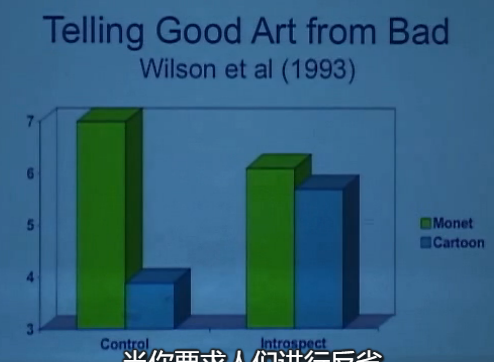 Telling Good Art from Bad
Wilson et al (1993)
7
6
5
4
3
Monet
Cartoon
Control
Introspect
当你要求人们进行反省